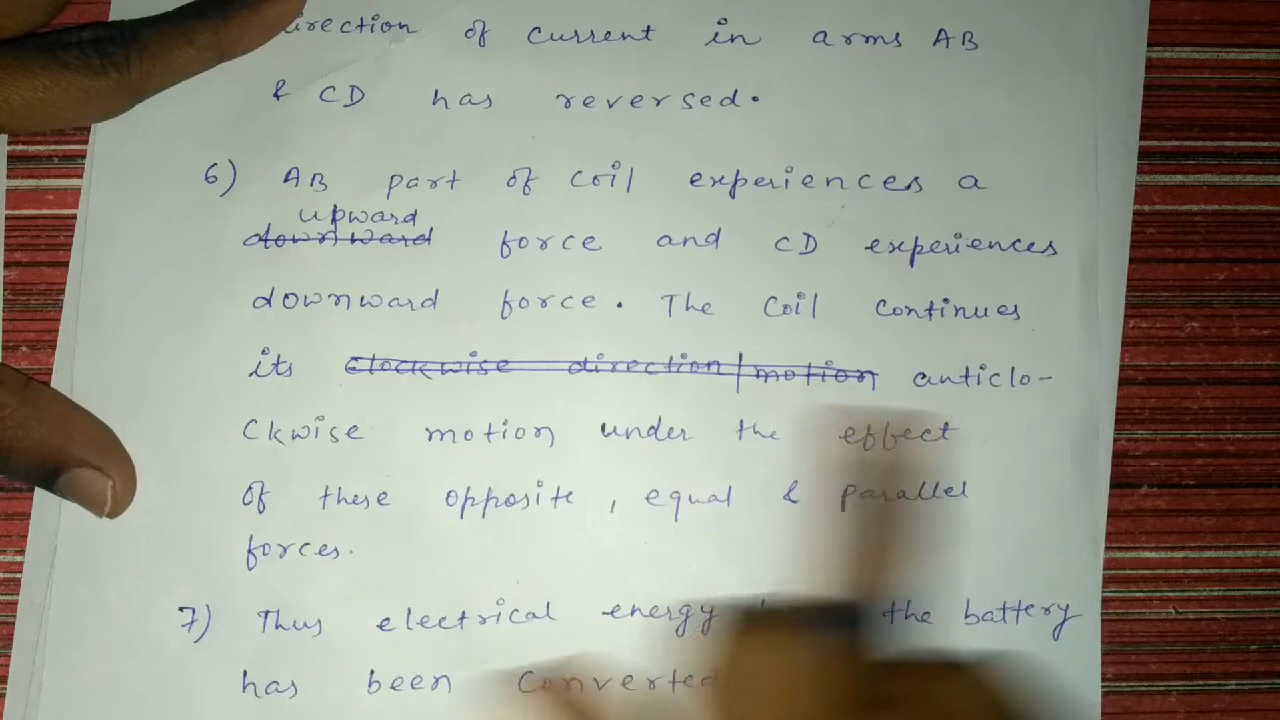 direction of current in arms AB
& CD has reversed.
6) AB part of coil experiences a
upward
downward force and CD experiences
downward force. The coil continues
its clockwise direction/motion anticlo-
ckwise motion under the effect
of these opposite, equal & parallel
forces.
7) Thus electrical energy the battery
has been converted